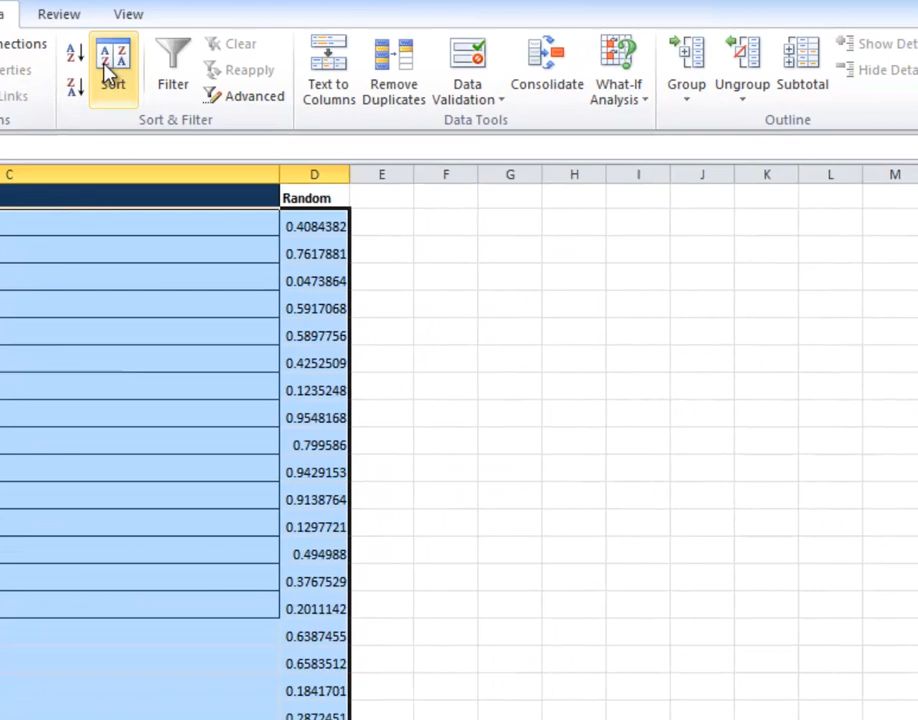 a Review View
nections
erties
Links
ns
Sort
Filter
Clear
Reapply
Advanced
Sort & Filter
Text to
Columns
Remove
Duplicates
Data
Validation
Consolidate
What-If
Analysis
Data Tools
Group
Ungroup
Subtotal
Show Det
Hide Deta
Outline
C D E F G H I J K L M
Random
0.4084382
0.7617881
0.0473864
0.5917068
0.5897756
0.4252509
0.1235248
0.9548168
0.799586
0.9429153
0.9138764
0.1297721
0.494988
0.3767529
0.2011142
0.6387455
0.6583512
0.1841701
0.2872451